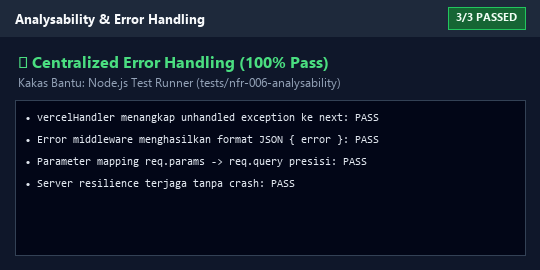 Analysability & Error Handling
3/3 PASSED
Centralized Error Handling (100% Pass)
Kakas Bantu: Node.js Test Runner (tests/nfr-006-analysability)
• vercelHandler menangkap unhandled exception ke next: PASS
• Error middleware menghasilkan format JSON { error }: PASS
• Parameter mapping req.params -> req.query presisi: PASS
• Server resilience terjaga tanpa crash: PASS